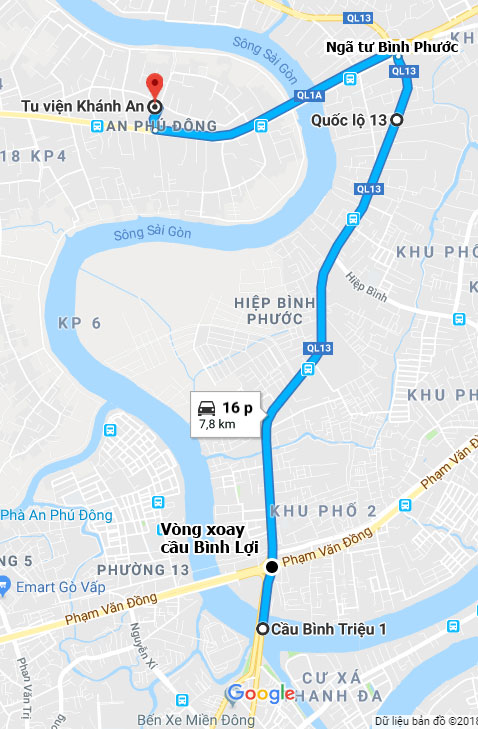 QL13
Sông Sài Gòn
Ngã tư Bình Phước
QL13
QL1A
Tu viện Khánh An
Quốc lộ 13
AN PHÚ ĐÔNG
18 KP4
QL13
Sông Sài Gòn
KHU PHỐ
Hiệp Bình
HIỆP BÌNH
PHƯỚC
KP 6
QL13
KHU PHỐ
16 p
7,8 km
Phạm Văn Đồng
KHU PHỐ 2
Phà An Phú Đông
Vòng xoay
cầu Bình Lợi
Phạm Văn Đồng
NG 5
PHƯỜNG 13
Emart Gò Vấp
Phạm Văn Đồng
Nguyên Xí
Cầu Bình Triệu 1
Phan Văn Trị
CƯ XÁ
THANH ĐA
Google
Bến Xe Miền Đông
Dữ liệu bản đồ ©2018